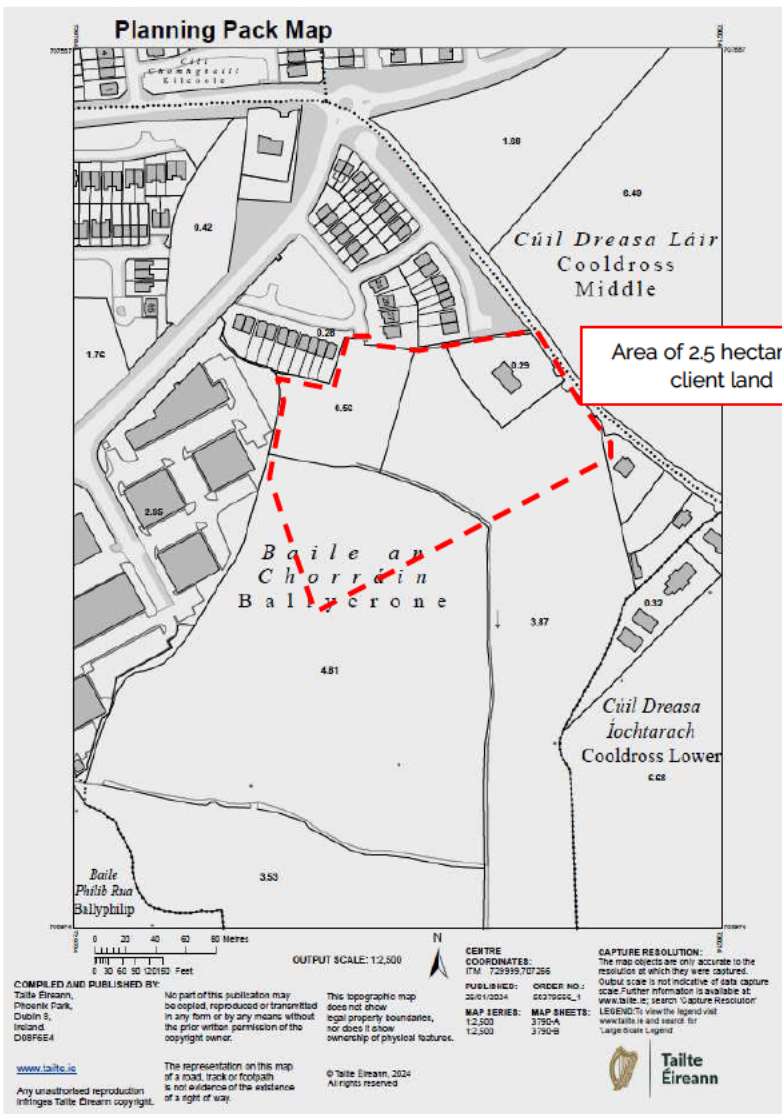 Planning Pack Map
707557
707557
Cill
Chomhghaill
Kilcoole
1.08
6.49
0.42
Cúil Dreasa Láir
Cooldross
Middle
0.28
1.76
Area of 2.5 hectar
client land
0.29
0.56
2.95
Baile an
Chorrdin
Ballycrone
3.87
0.32
4.81
Cúil Dreasa
Íochtarach
Cooldross Lower
6.68
3.53
Baile
Philib Rua
Ballyphilip
706974
706974
0 20 40 60 80 Metres
0 30 60 90 120 150 Feet
OUTPUT SCALE: 1:2,500
N
COMPILED AND PUBLISHED BY:
Tailte Éireann,
Phoenix Park,
Dublin 8,
Ireland.
D08F6E4
www.tailte.ie
Any unauthorised reproduction
infringes Tailte Éireann copyright.
No part of this publication may
be copied, reproduced or transmitted
in any form or by any means without
the prior written permission of the
copyright owner.
The representation on this map
of a road, track or footpath
is not evidence of the existence
of a right of way.
This topographic map
does not show
legal property boundaries,
nor does it show
ownership of physical features.
© Tailte Éireann, 2024
All rights reserved
CENTRE
COORDINATES:
ITM 729999,707266
PUBLISHED: ORDER NO.:
MAP SERIES: MAP SHEETS:
1:2,500 3790-A
1:2,500 3790-B
CAPTURE RESOLUTION:
The map objects are only accurate to the
resolution at which they were captured.
Output scale is not indicative of data capture
scale. Further information is available at:
www.tailte.ie; search 'Capture Resolution'
LEGEND: To view the legend visit
www.tailte.ie and search for
'Large Scale Legend'
Tailte
Éireann